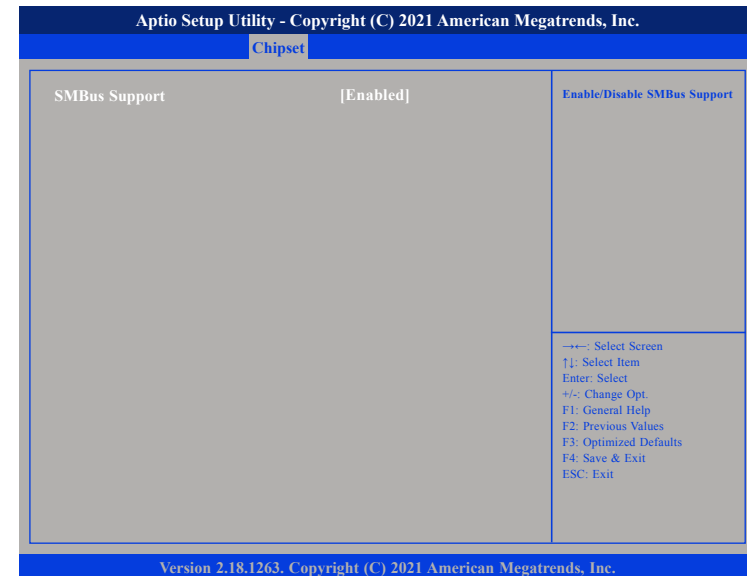 Aptio Setup Utility - Copyright (C) 2021 American Megatrends, Inc.
Chipset
SMBus Support [Enabled]
Enable/Disable SMBus Support
→←: Select Screen
↑↓: Select Item
Enter: Select
+/-: Change Opt.
F1: General Help
F2: Previous Values
F3: Optimized Defaults
F4: Save & Exit
ESC: Exit
Version 2.18.1263. Copyright (C) 2021 American Megatrends, Inc.